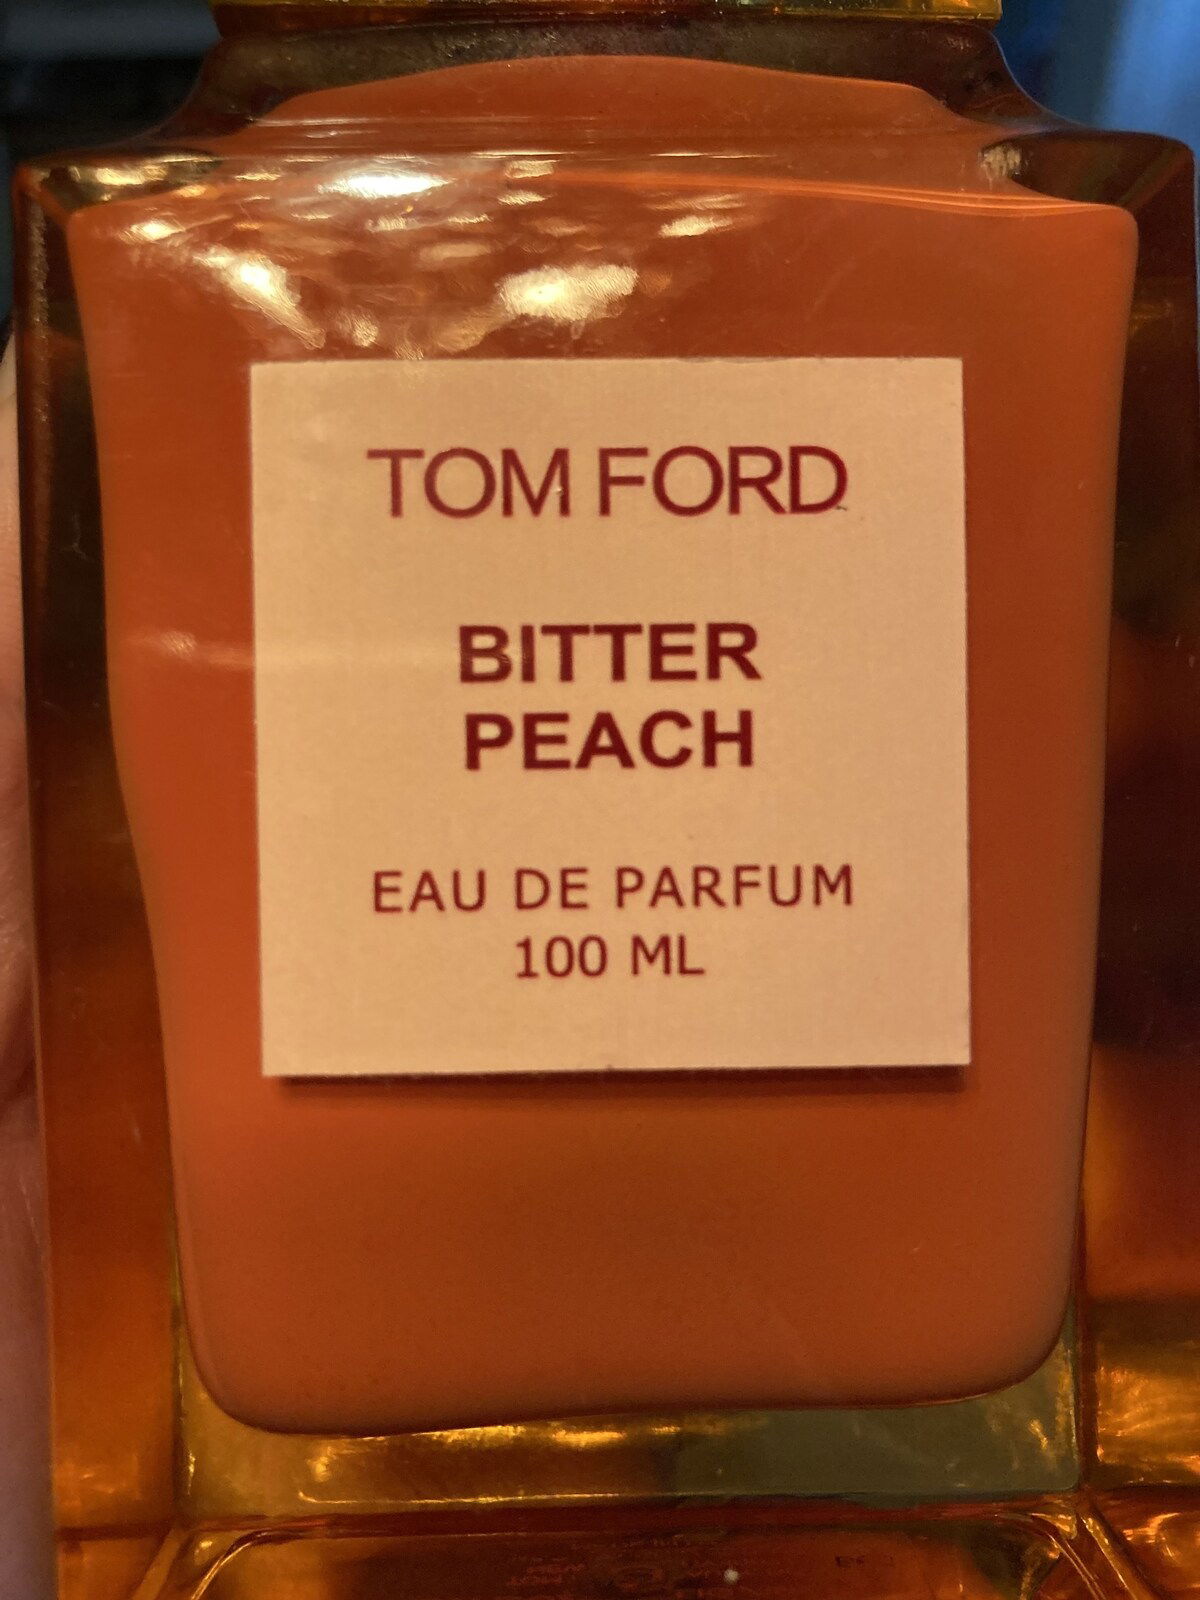 TOM FORD
BITTER
PEACH
EAU DE PARFUM
100 ML